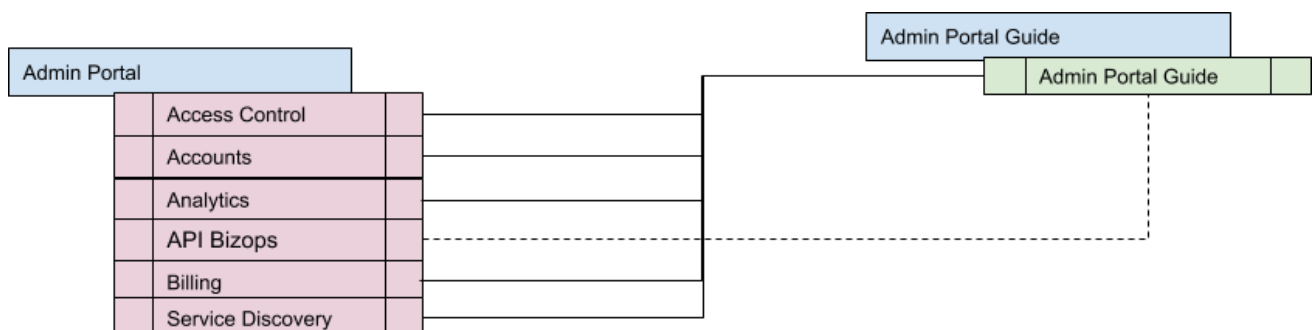 Admin Portal Guide
Admin Portal
Admin Portal Guide
Access Control
Accounts
Analytics
API Bizops
Billing
Service Discovery